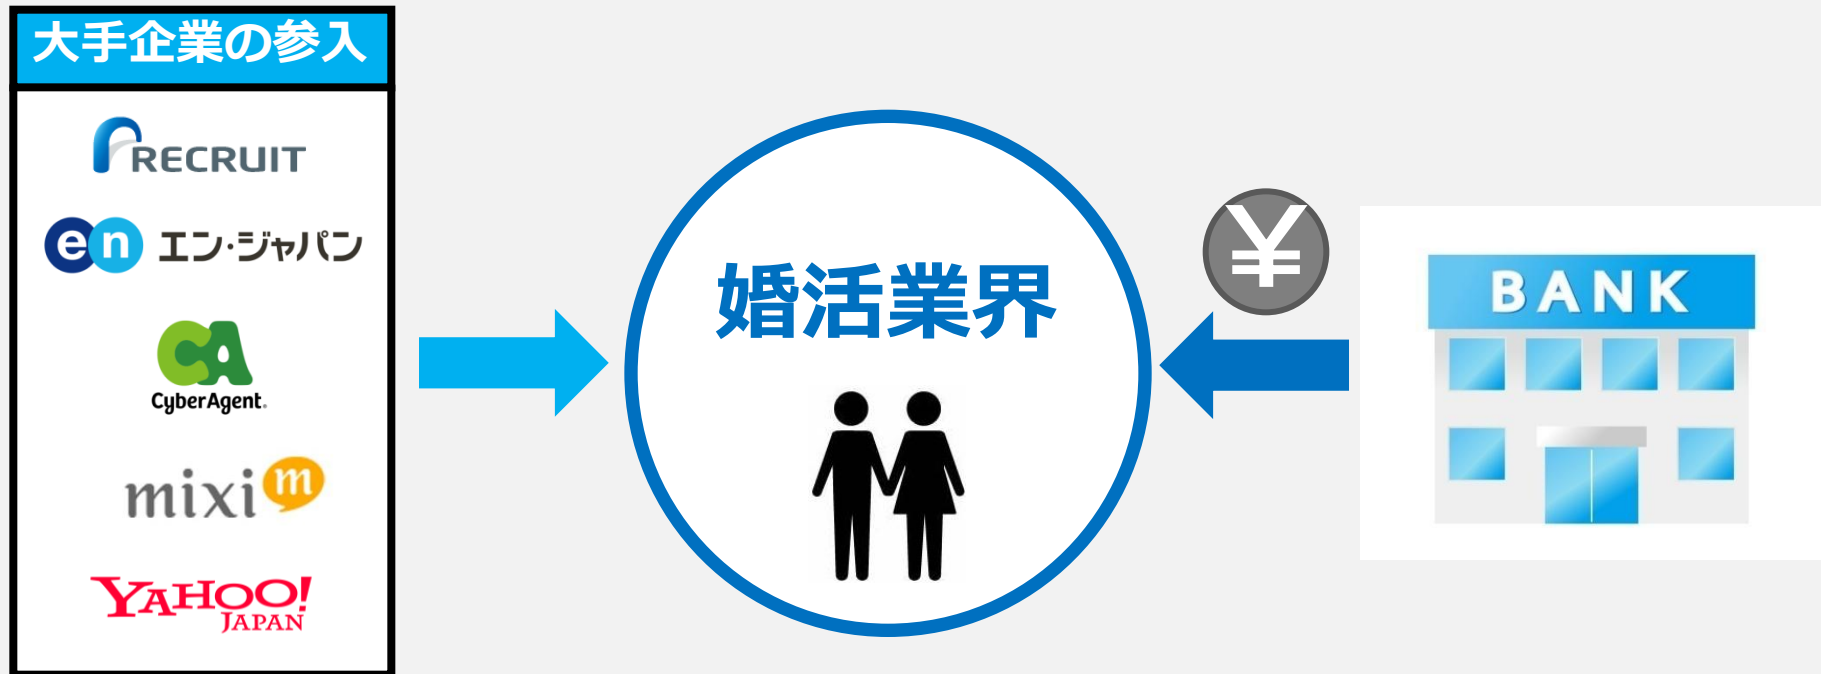 大手企業の参入
RECRUIT
en エン・ジャパン
CA
CyberAgent.
mixi m
YAHOO!
JAPAN
婚活業界
¥
BANK